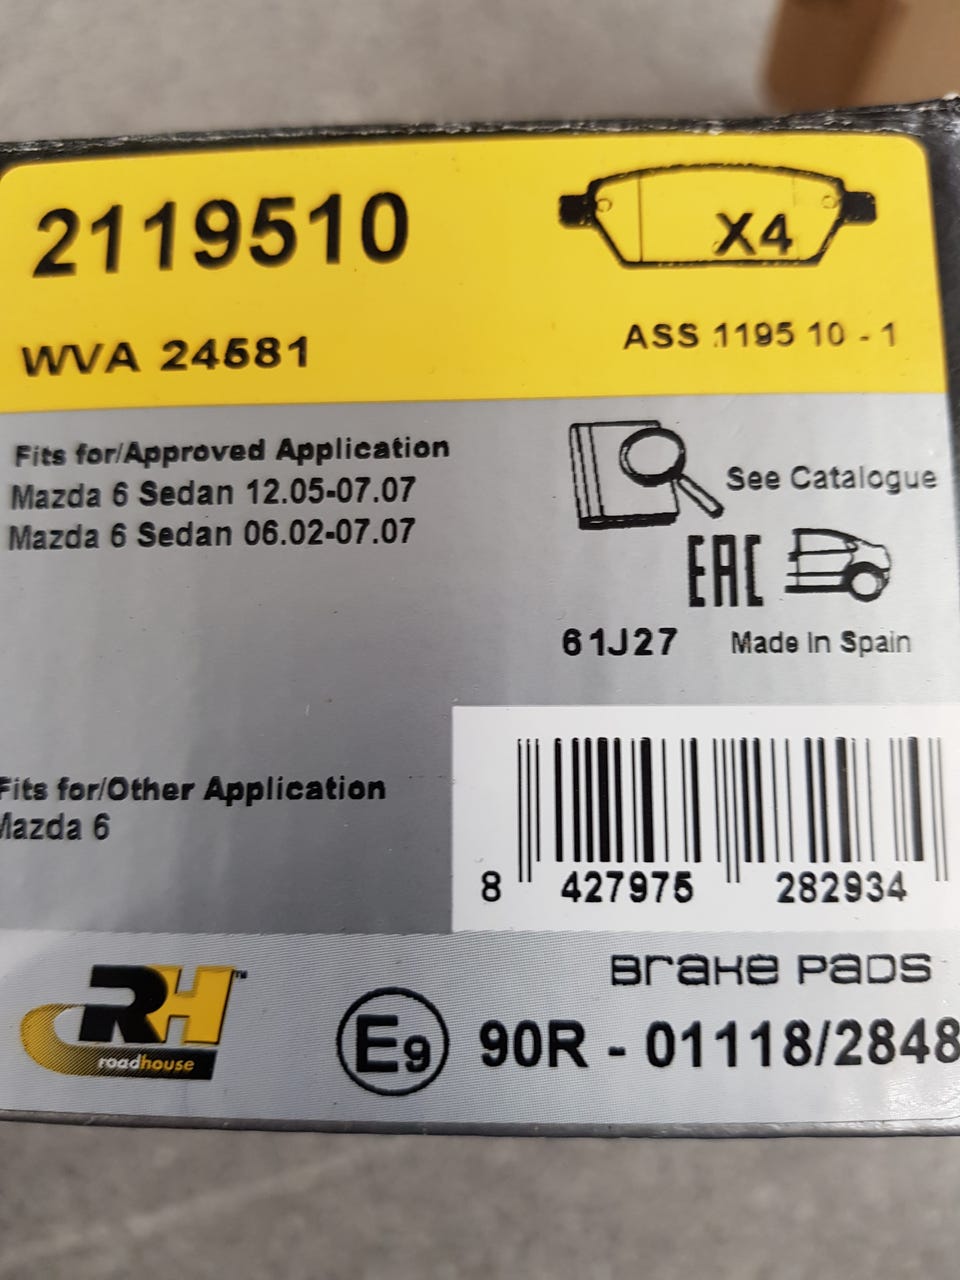 2119510
X4
WVA 24581
ASS 1195 10 - 1
Fits for/Approved Application
Mazda 6 Sedan 12.05-07.07
Mazda 6 Sedan 06.02-07.07
See Catalogue
EAC
61J27
Made In Spain
Fits for/Other Application
Mazda 6
8 427975 282934
RH™
roadhouse
Brake Pads
E9 90R - 01118/2848